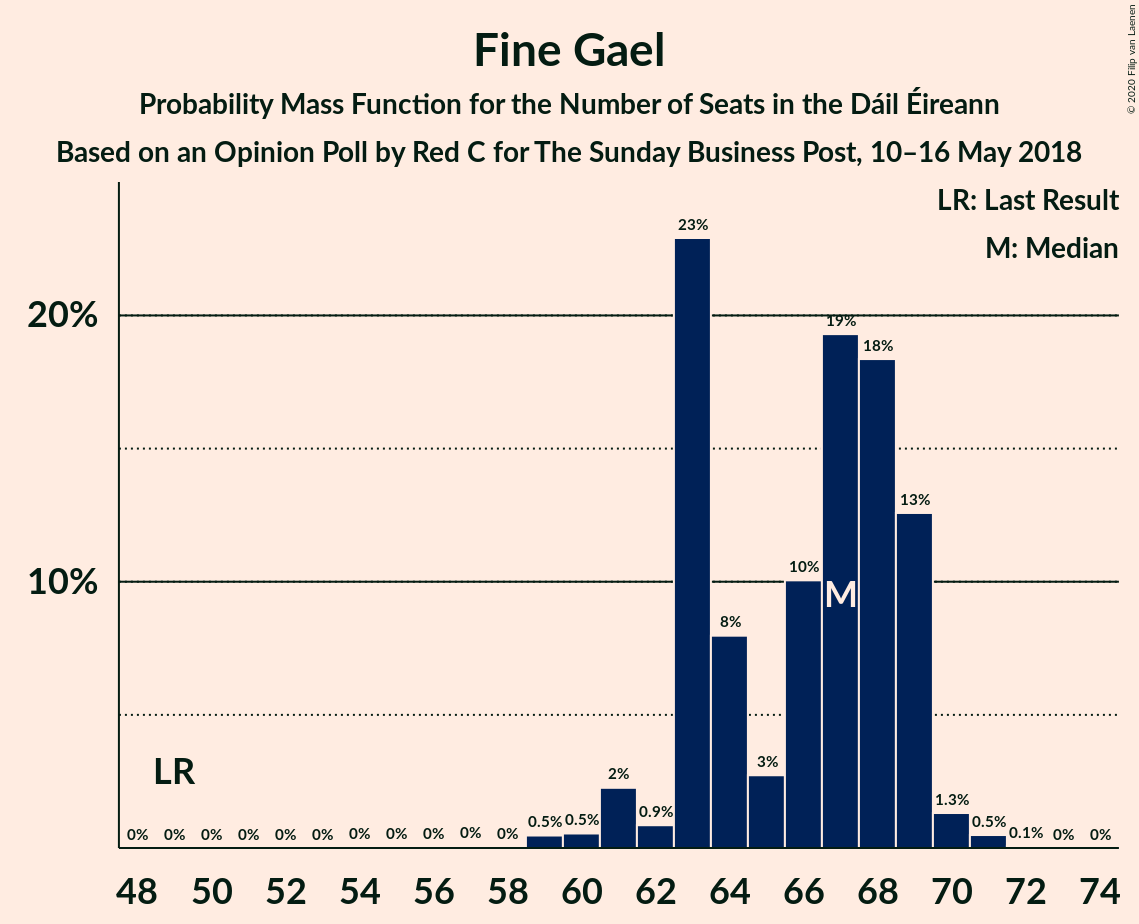 Fine Gael
Probability Mass Function for the Number of Seats in the Dáil Éireann
Based on an Opinion Poll by Red C for The Sunday Business Post, 10–16 May 2018
© 2020 Filip van Laenen
LR: Last Result
M: Median
23%
20%
19%
18%
13%
10%
10%
M
8%
LR
3%
2%
1.3%
0% 0% 0% 0% 0% 0% 0% 0% 0% 0% 0% 0.5% 0.5% 0.9% 0.5% 0.1% 0% 0%
48 50 52 54 56 58 60 62 64 66 68 70 72 74